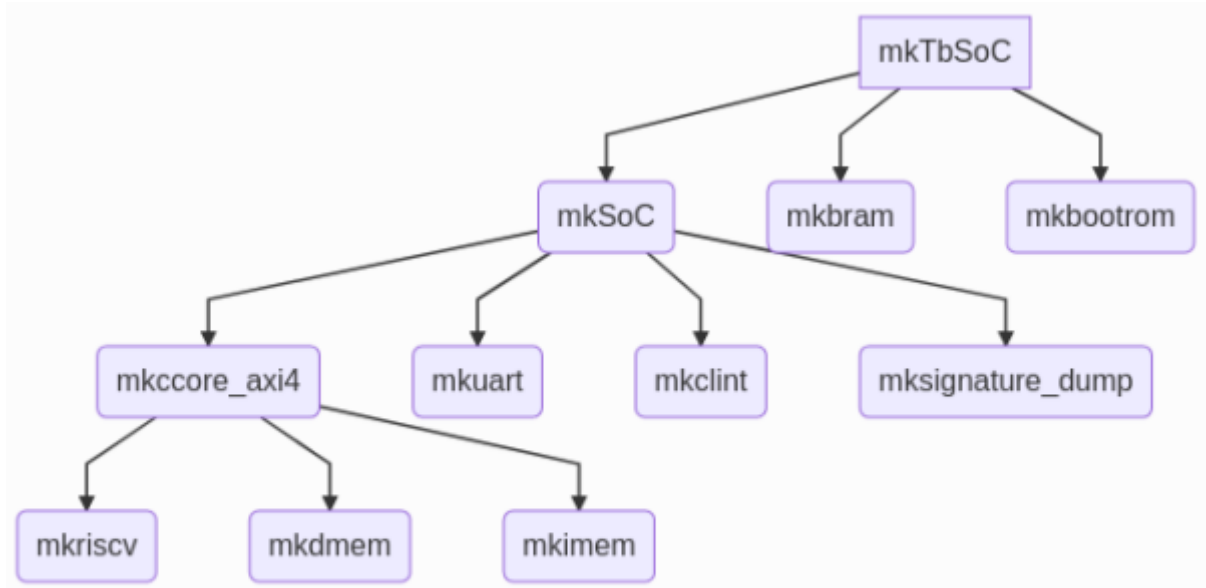 mkTbSoC
mkSoC
mkbram
mkbootrom
mkccore_axi4
mkuart
mkclint
mksignature_dump
mkriscv
mkdmem
mkimem